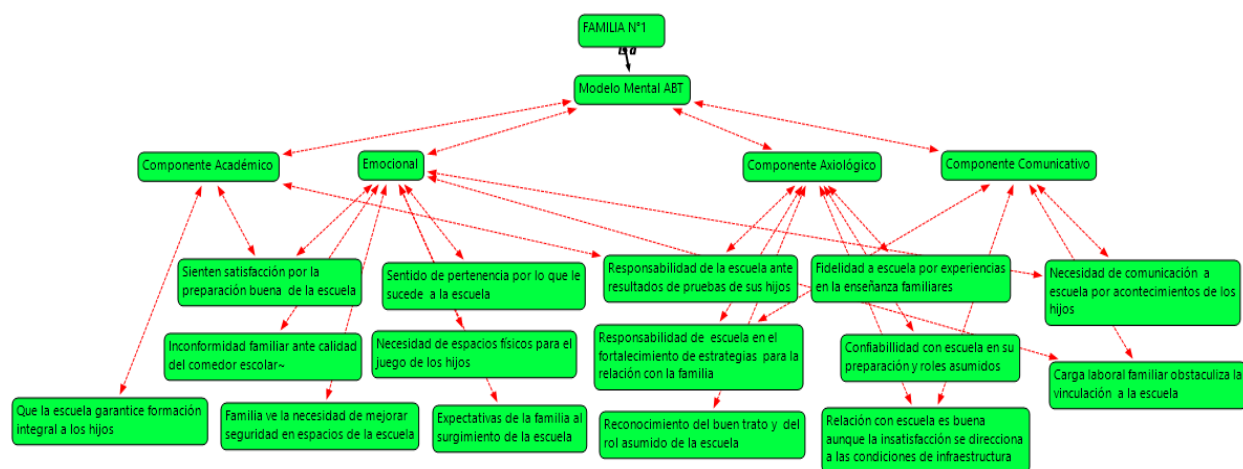 FAMILIA N°1
is a
Modelo Mental ABT
Componente Académico
Emocional
Componente Axiológico
Componente Comunicativo
Sienten satisfacción por la
preparación buena de la escuela
Sentido de pertenencia por lo que le
sucede a la escuela
Responsabilidad de la escuela ante
resultados de pruebas de sus hijos
Fidelidad a escuela por experiencias
en la enseñanza familiares
Necesidad de comunicación a
escuela por acontecimientos de los
hijos
Inconformidad familiar ante calidad
del comedor escolar~
Necesidad de espacios físicos para el
juego de los hijos
Responsabilidad de escuela en el
fortalecimiento de estrategias para la
relación con la familia
Confiabillidad con escuela en su
preparación y roles asumidos
Carga laboral familiar obstaculiza la
vinculación a la escuela
Que la escuela garantice formación
integral a los hijos
Familia ve la necesidad de mejorar
seguridad en espacios de la escuela
Expectativas de la familia al
surgimiento de la escuela
Reconocimiento del buen trato y del
rol asumido de la escuela
Relación con escuela es buena
aunque la insatisfacción se direcciona
a las condiciones de infraestructura